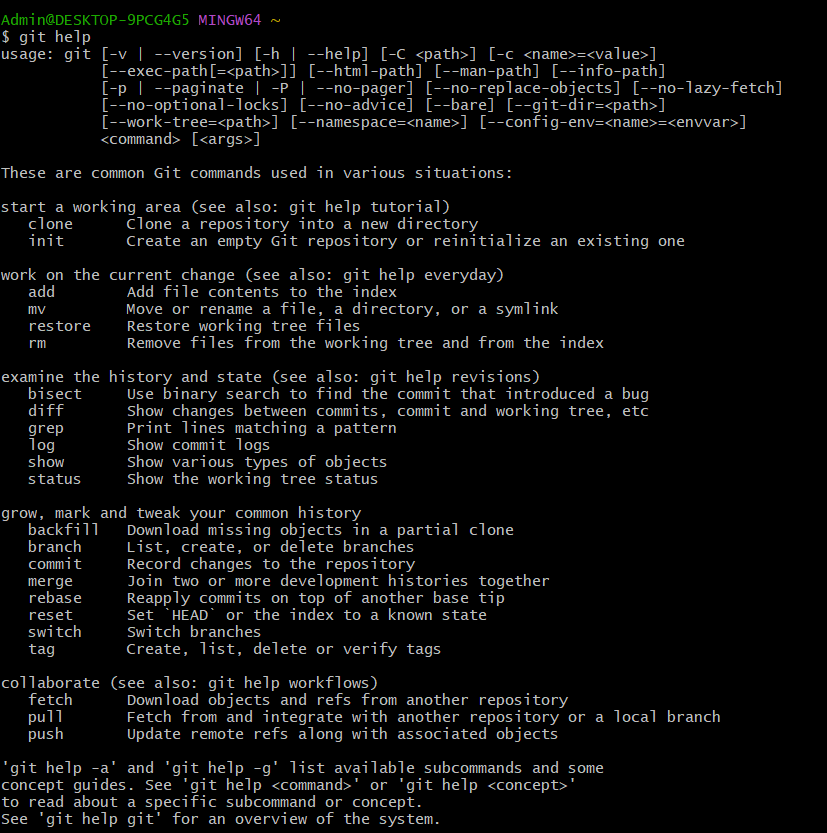 Admin@DESKTOP-9PCG4G5 MINGW64 ~
$ git help
usage: git [-v | --version] [-h | --help] [-C <path>] [-c <name>=<value>]
           [--exec-path[=<path>]] [--html-path] [--man-path] [--info-path]
           [-p | --paginate | -P | --no-pager] [--no-replace-objects] [--no-lazy-fetch]
           [--no-optional-locks] [--no-advice] [--bare] [--git-dir=<path>]
           [--work-tree=<path>] [--namespace=<name>] [--config-env=<name>=<envvar>]
           <command> [<args>]

These are common Git commands used in various situations:

start a working area (see also: git help tutorial)
   clone      Clone a repository into a new directory
   init       Create an empty Git repository or reinitialize an existing one

work on the current change (see also: git help everyday)
   add        Add file contents to the index
   mv         Move or rename a file, a directory, or a symlink
   restore    Restore working tree files
   rm         Remove files from the working tree and from the index

examine the history and state (see also: git help revisions)
   bisect     Use binary search to find the commit that introduced a bug
   diff       Show changes between commits, commit and working tree, etc
   grep       Print lines matching a pattern
   log        Show commit logs
   show       Show various types of objects
   status     Show the working tree status

grow, mark and tweak your common history
   backfill   Download missing objects in a partial clone
   branch     List, create, or delete branches
   commit     Record changes to the repository
   merge      Join two or more development histories together
   rebase     Reapply commits on top of another base tip
   reset      Set `HEAD` or the index to a known state
   switch     Switch branches
   tag        Create, list, delete or verify tags

collaborate (see also: git help workflows)
   fetch      Download objects and refs from another repository
   pull       Fetch from and integrate with another repository or a local branch
   push       Update remote refs along with associated objects

'git help -a' and 'git help -g' list available subcommands and some
concept guides. See 'git help <command>' or 'git help <concept>'
to read about a specific subcommand or concept.
See 'git help git' for an overview of the system.